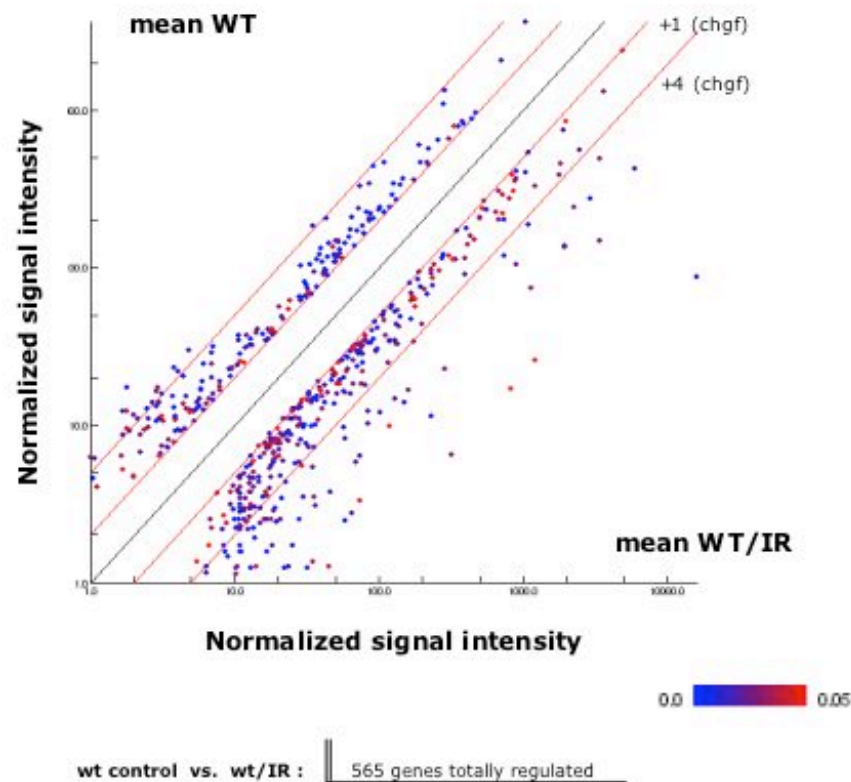 mean WT
+1 (chgf)
+4 (chgf)
Normalized signal intensity
10.0
1.0
mean WT/IR
1.0 10.0 100.0 1000.0 10000.0
Normalized signal intensity
0.0 0.05
wt control vs. wt/IR : 565 genes totally regulated